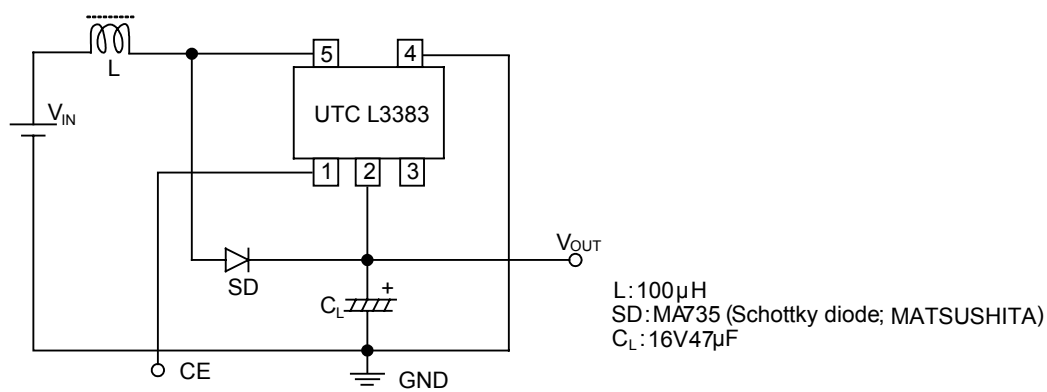 L
5
4
V_IN
UTC L3383
1
2
3
V_OUT
SD
+
C_L
L:100µH
SD:MA735 (Schottky diode; MATSUSHITA)
C_L:16V47µF
CE
GND